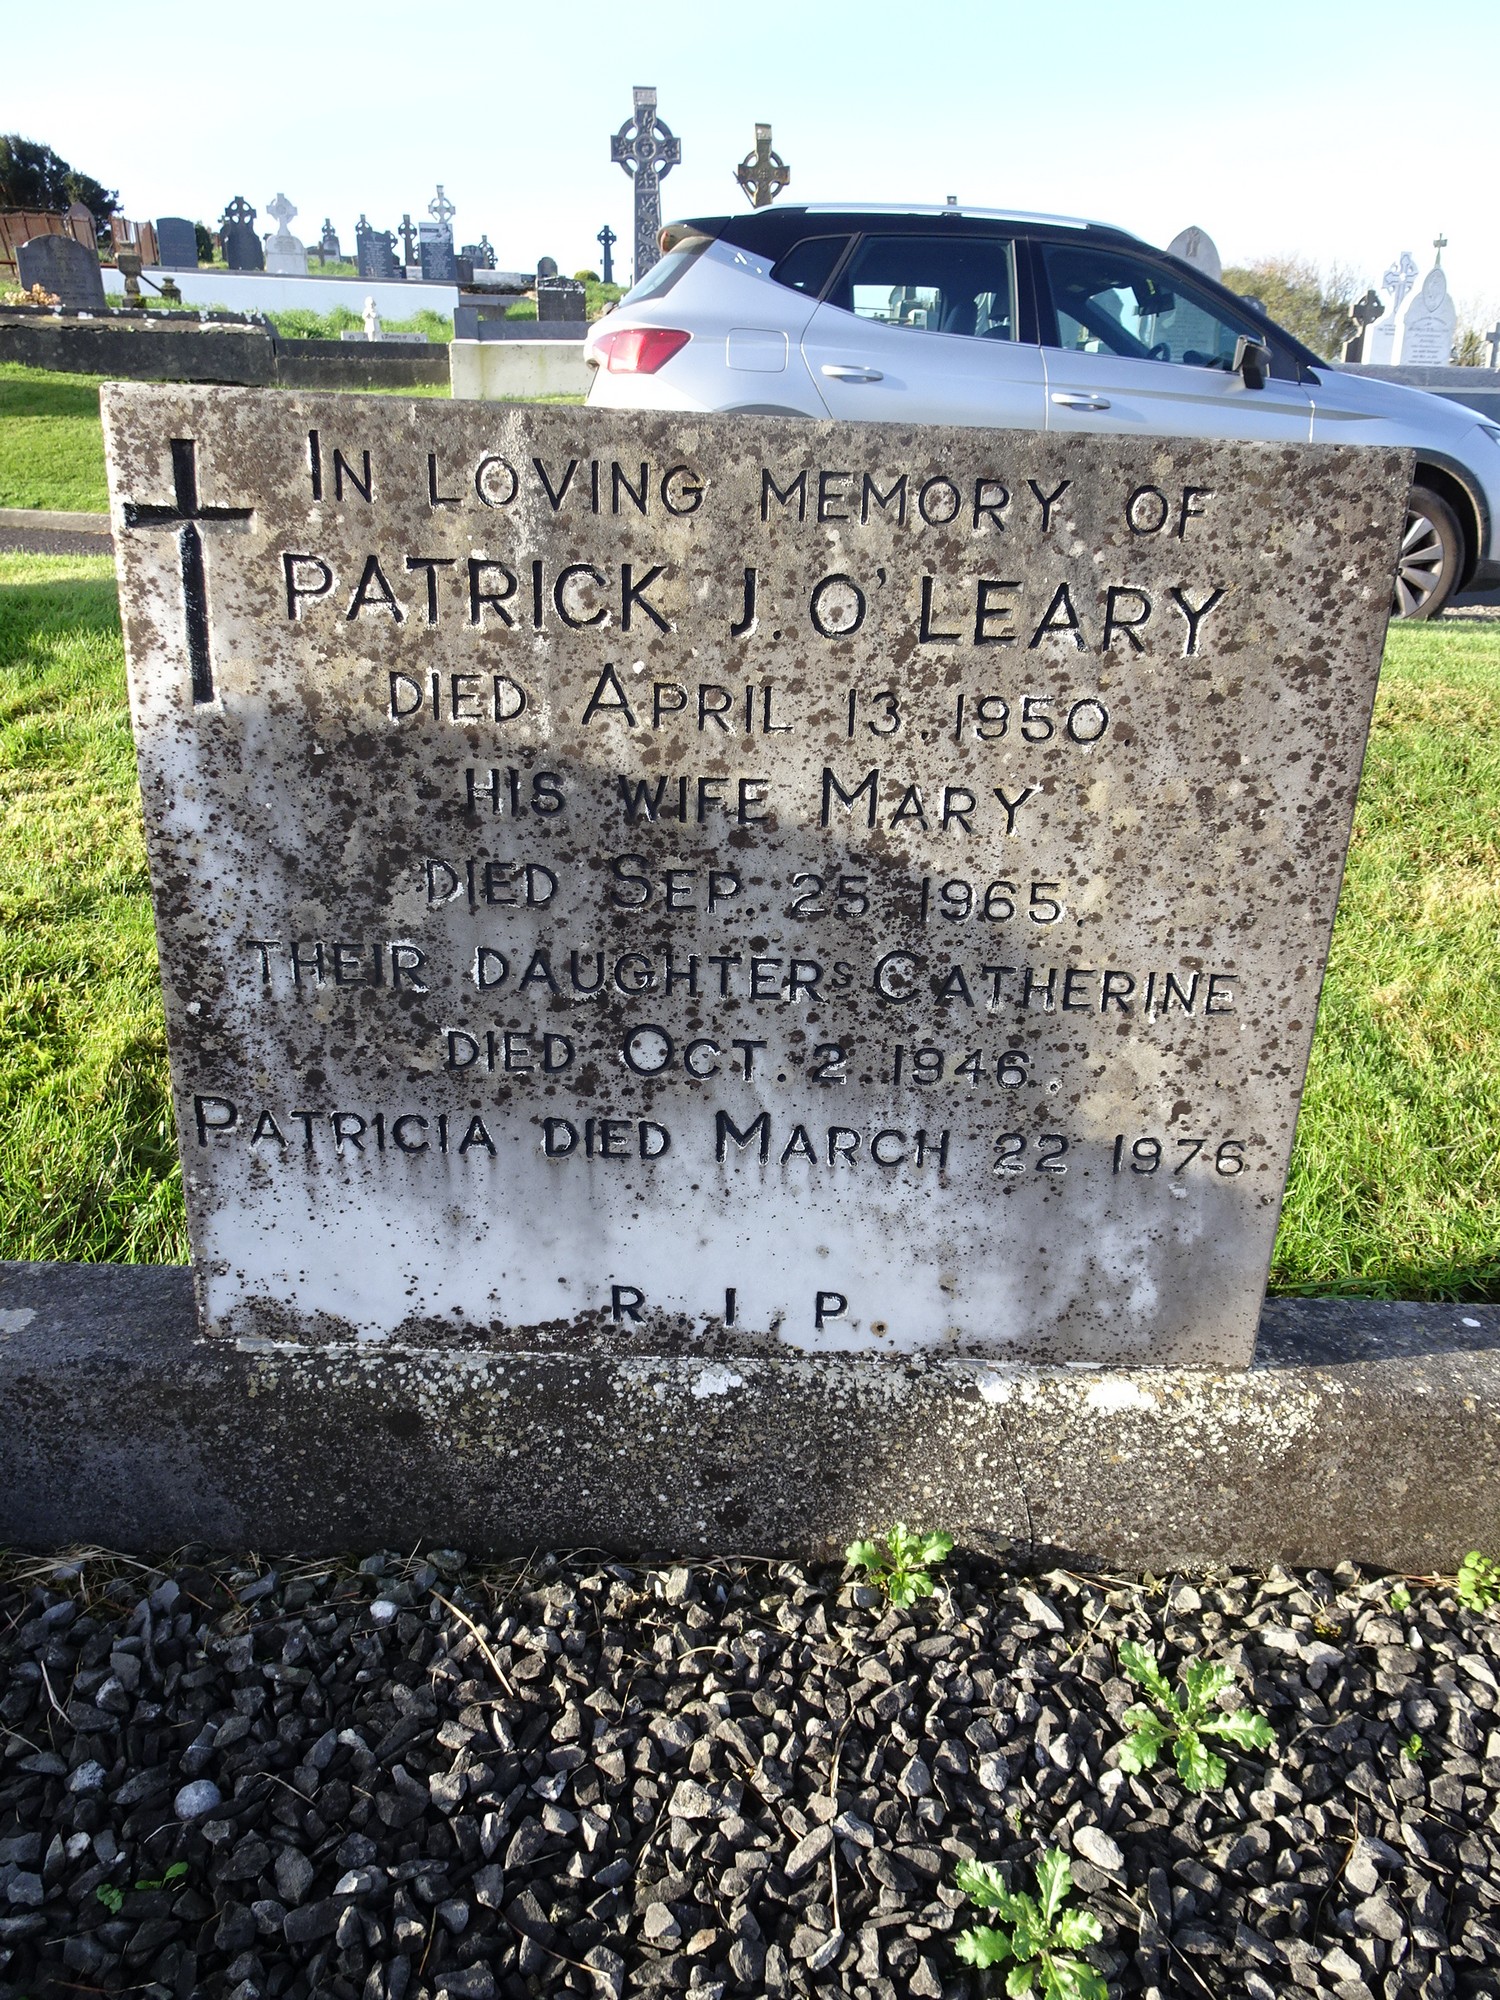 IN LOVING MEMORY OF
PATRICK J. O'LEARY
DIED APRIL 13. 1950.
HIS WIFE MARY
DIED SEP. 25 1965.
THEIR DAUGHTERS CATHERINE
DIED OCT. 2. 1946.
PATRICIA DIED MARCH 22 1976
R. I. P.